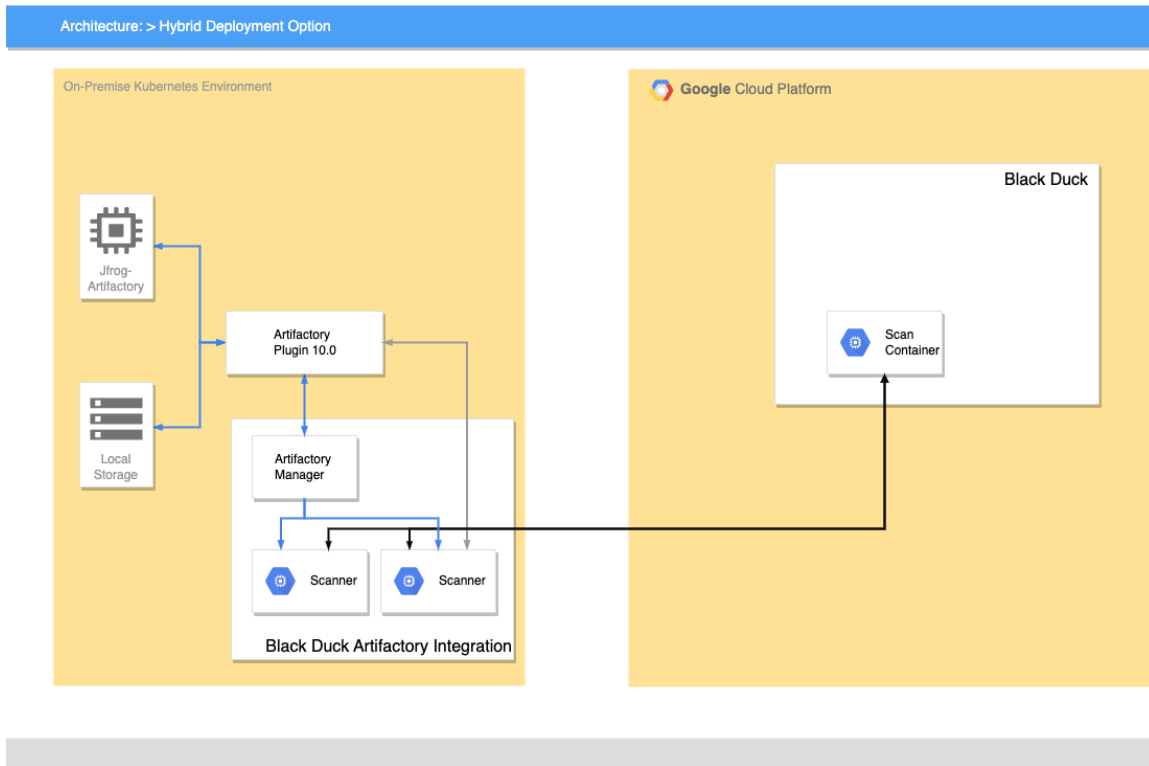 Architecture: > Hybrid Deployment Option
On-Premise Kubernetes Environment
Google Cloud Platform
Black Duck
Jfrog-
Artifactory
Artifactory
Plugin 10.0
Scan
Container
Local
Storage
Artifactory
Manager
Scanner
Scanner
Black Duck Artifactory Integration